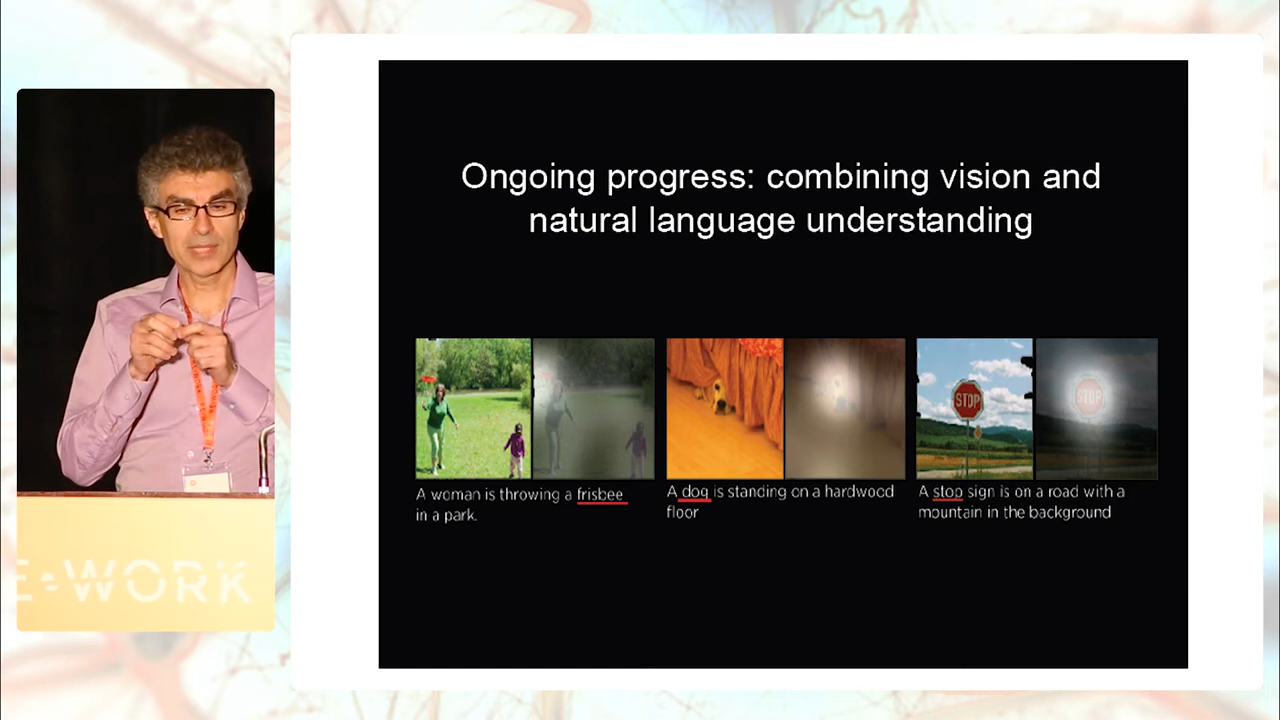 Ongoing progress: combining vision and
natural language understanding
STOP
STOP
A woman is throwing a frisbee
in a park.
A dog is standing on a hardwood
floor
A stop sign is on a road with a
mountain in the background
E•WORK